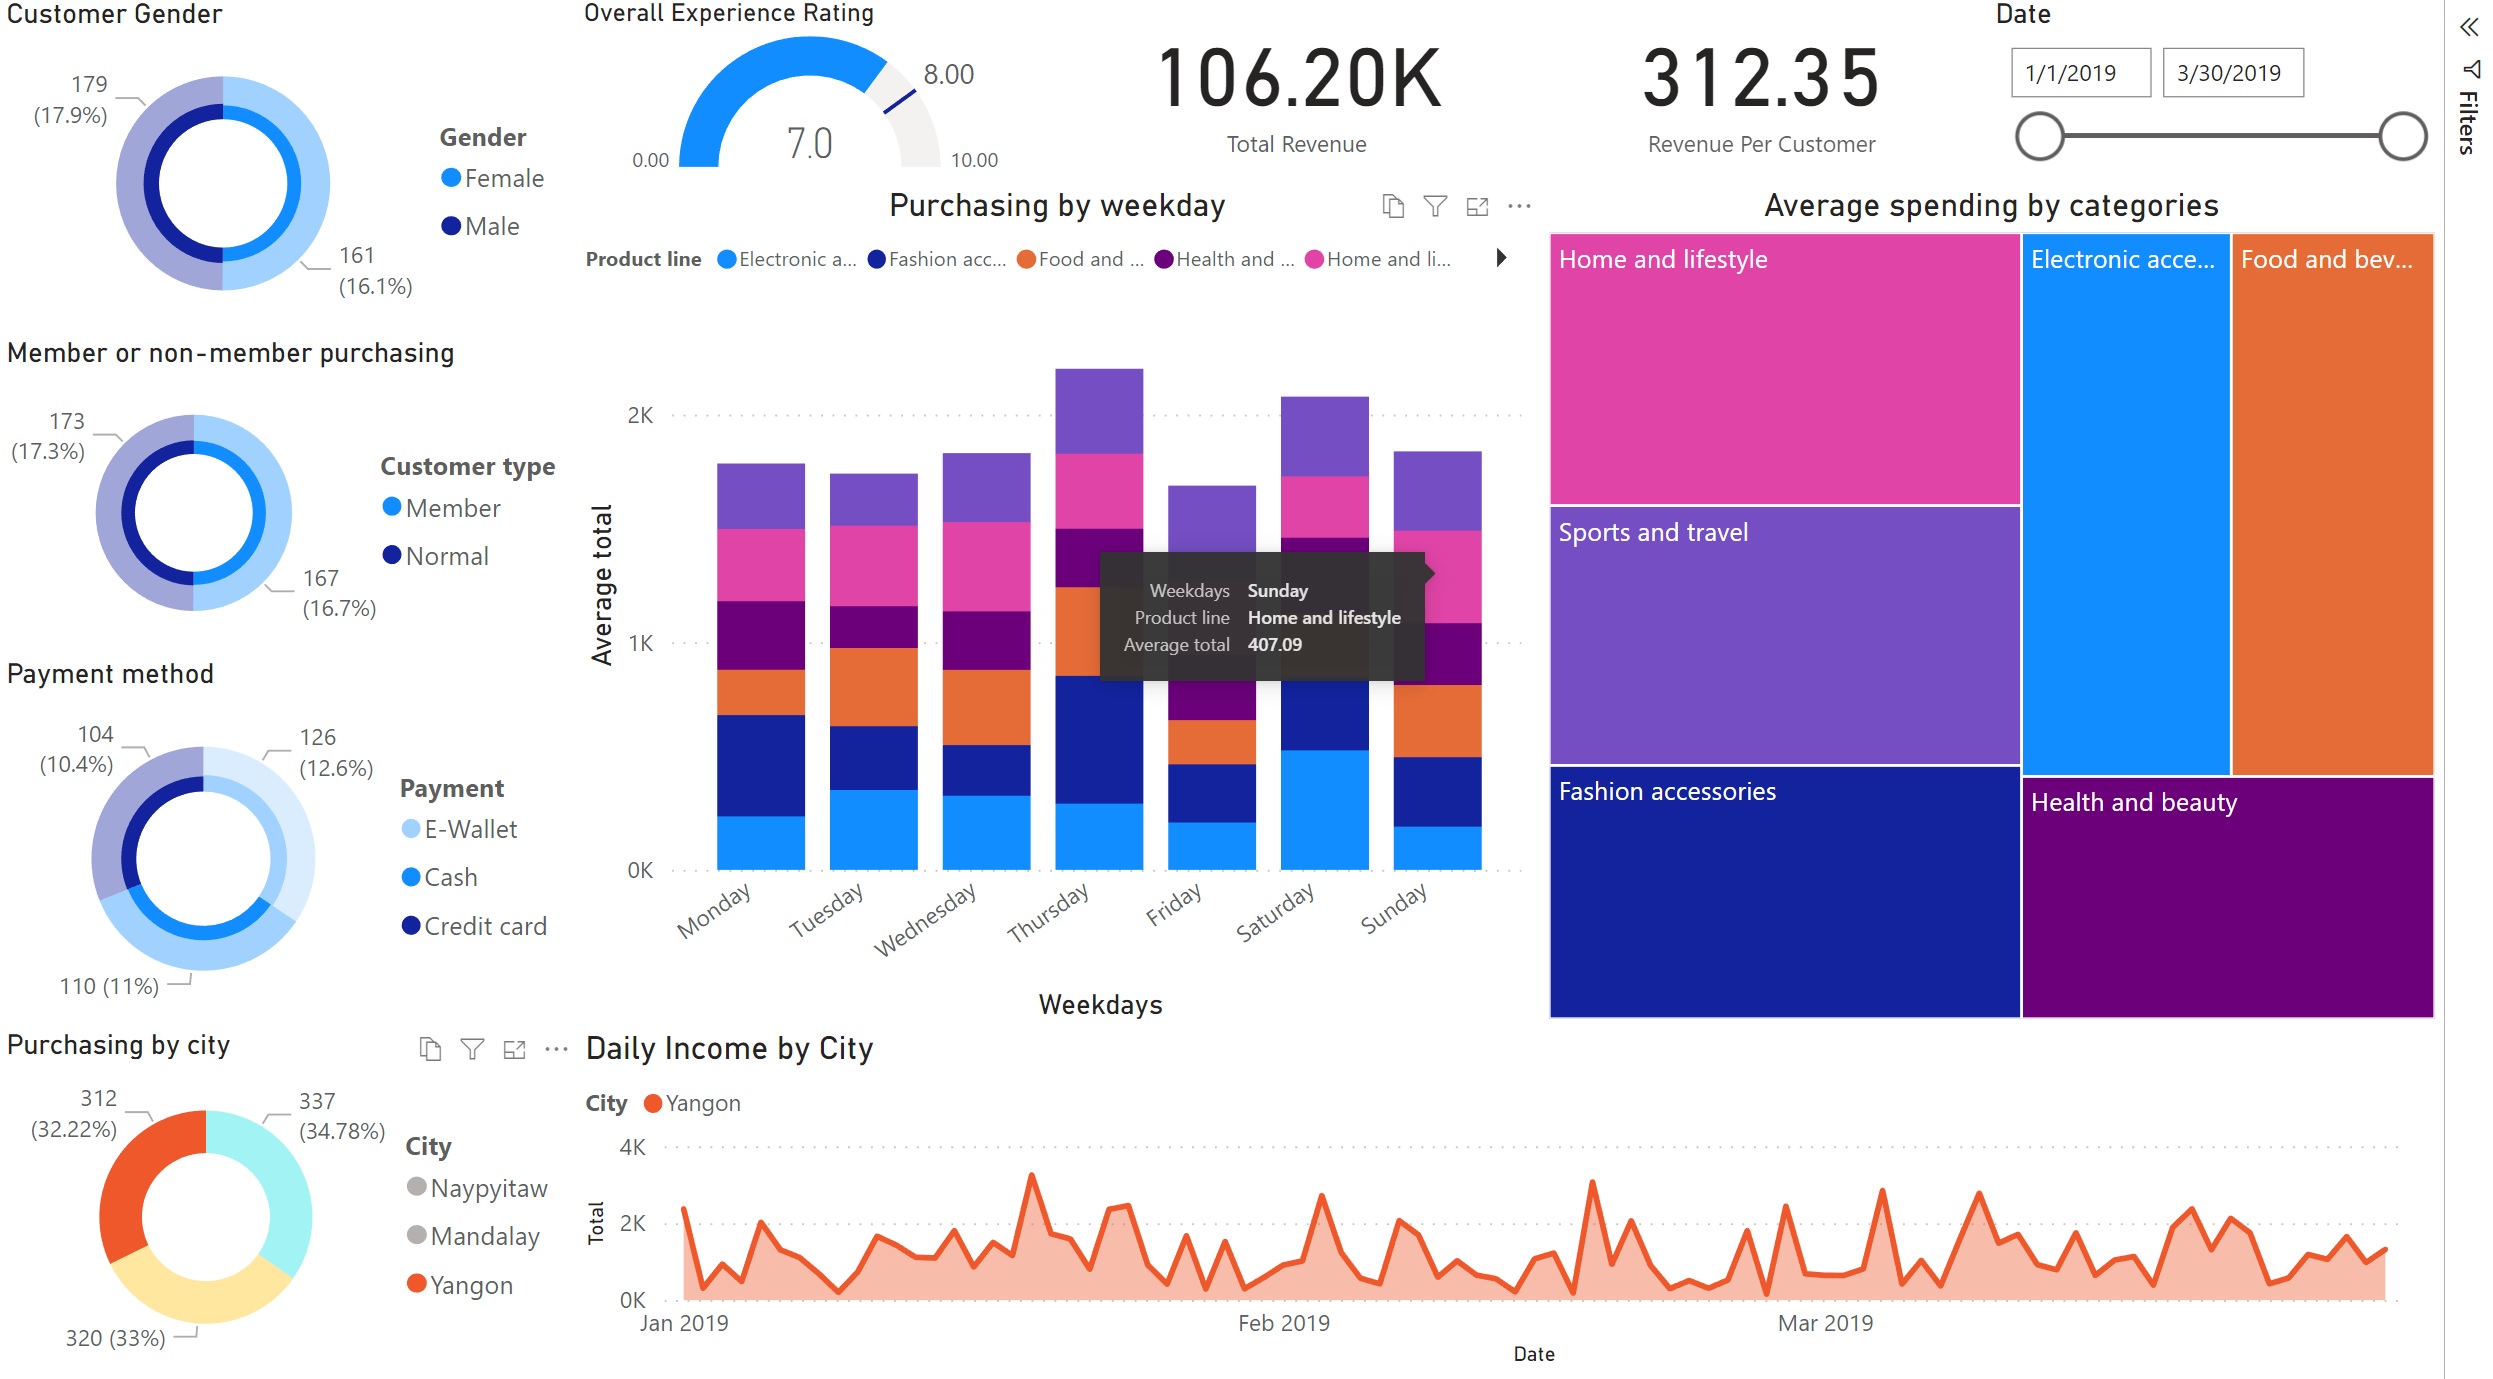 Customer Gender
179
(17.9%)
161
(16.1%)
Gender
Female
Male
Member or non-member purchasing
173
(17.3%)
167
(16.7%)
Customer type
Member
Normal
Payment method
104
(10.4%)
126
(12.6%)
110 (11%)
Payment
E-Wallet
Cash
Credit card
Purchasing by city
312
(32.22%)
337
(34.78%)
320 (33%)
City
Naypyitaw
Mandalay
Yangon
Overall Experience Rating
8.00
7.0
0.00
10.00
106.20K
Total Revenue
312.35
Revenue Per Customer
Date
1/1/2019
3/30/2019
Filters
Purchasing by weekday
Product line Electronic a... Fashion acc... Food and ... Health and ... Home and li...
Average total
2K
1K
0K
Weekdays Sunday
Product line Home and lifestyle
Average total 407.09
Monday
Tuesday
Wednesday
Thursday
Friday
Saturday
Sunday
Weekdays
Average spending by categories
Home and lifestyle
Electronic acce...
Food and bev...
Sports and travel
Fashion accessories
Health and beauty
Daily Income by City
City Yangon
Total
4K
2K
0K
Jan 2019
Feb 2019
Mar 2019
Date